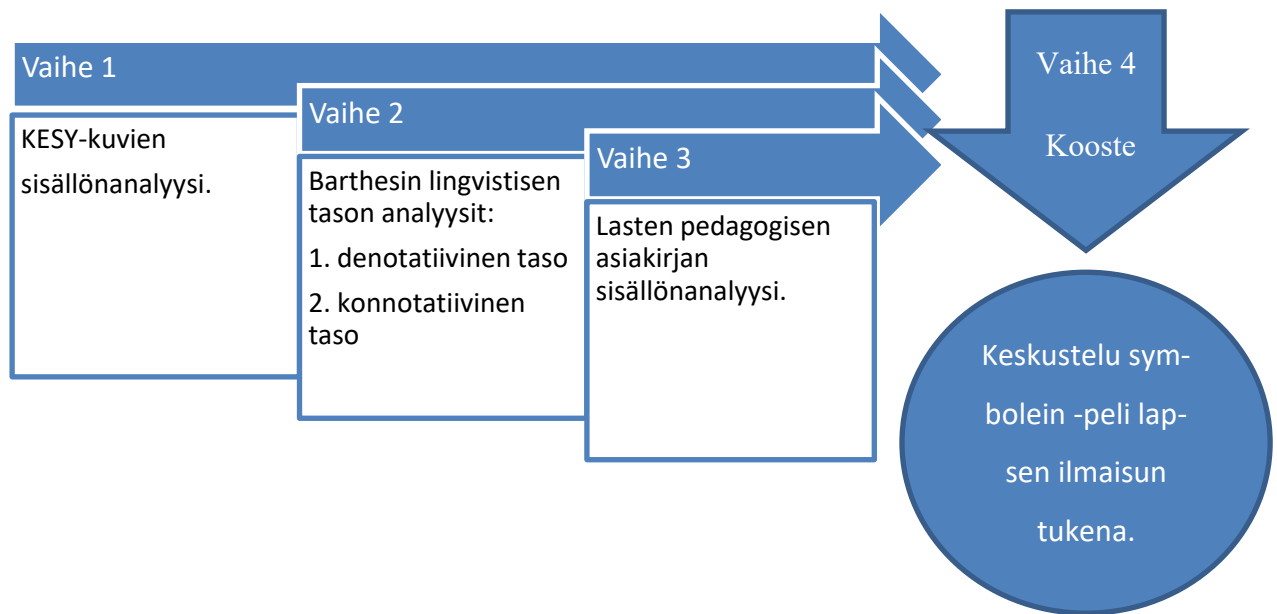 Vaihe 1
KESY-kuvien
sisällönanalyysi.
Vaihe 2
Barthesin lingvistisen
tason analyysit:
1. denotatiivinen taso
2. konnotatiivinen
taso
Vaihe 3
Lasten pedagogisen
asiakirjan
sisällönanalyysi.
Vaihe 4
Kooste
Keskustelu sym-
bolein -peli lap-
sen ilmaisun
tukena.